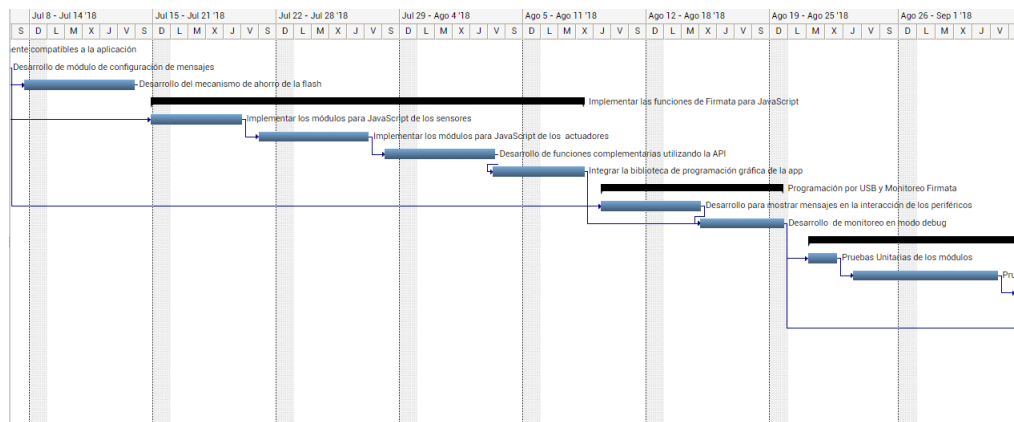 Jul 8 - Jul 14 '18 Jul 15 - Jul 21 '18 Jul 22 - Jul 28 '18 Jul 29 - Ago 4 '18 Ago 5 - Ago 11 '18 Ago 12 - Ago 18 '18 Ago 19 - Ago 25 '18 Ago 26 - Sep 1 '18
S D L M X J V S D L M X J V S D L M X J V S D L M X J V S D L M X J V S D L M X J V S D L M X J V S D L M X J V
ente compatibles a la aplicación
Desarrollo de módulo de configuración de mensajes
Desarrollo del mecanismo de ahorro de la flash
Implementar las funciones de Firmata para JavaScript
Implementar los módulos para JavaScript de los sensores
Implementar los módulos para JavaScript de los actuadores
Desarrollo de funciones complementarias utilizando la API
Integrar la biblioteca de programación gráfica de la app
Programación por USB y Monitoreo Firmata
Desarrollo para mostrar mensajes en la interacción de los periféricos
Desarrollo de monitoreo en modo debug
Pruebas Unitarias de los módulos
Pru